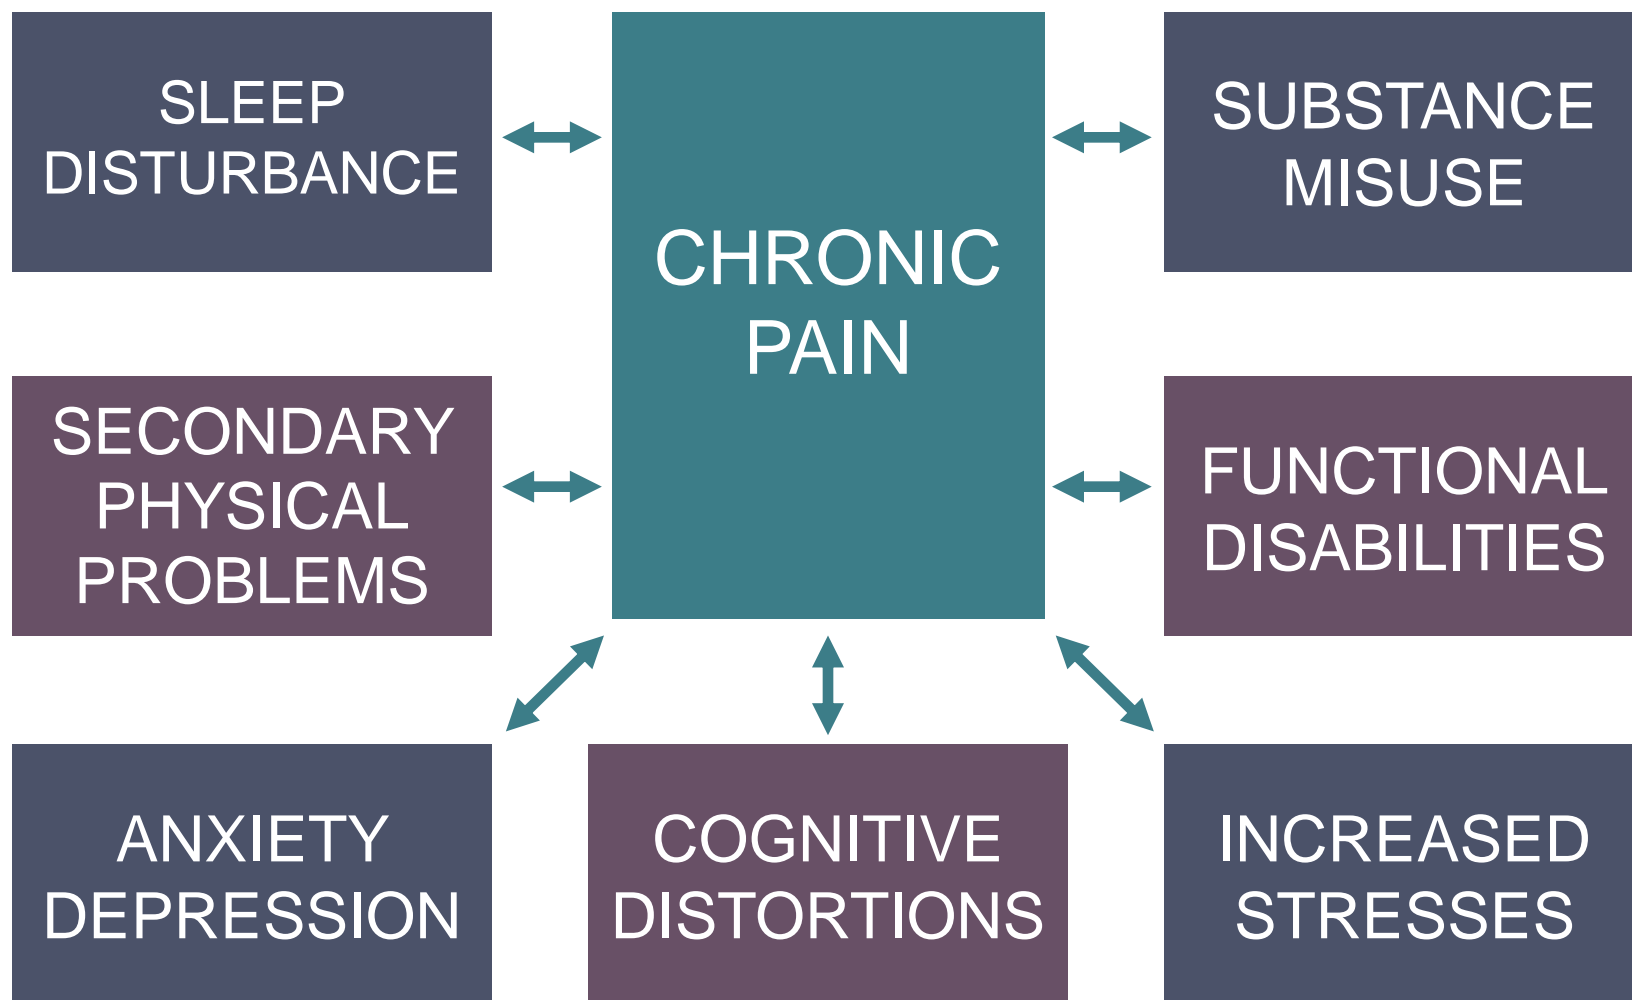 SLEEP
DISTURBANCE
CHRONIC
PAIN
SUBSTANCE
MISUSE
SECONDARY
PHYSICAL
PROBLEMS
FUNCTIONAL
DISABILITIES
ANXIETY
DEPRESSION
COGNITIVE
DISTORTIONS
INCREASED
STRESSES